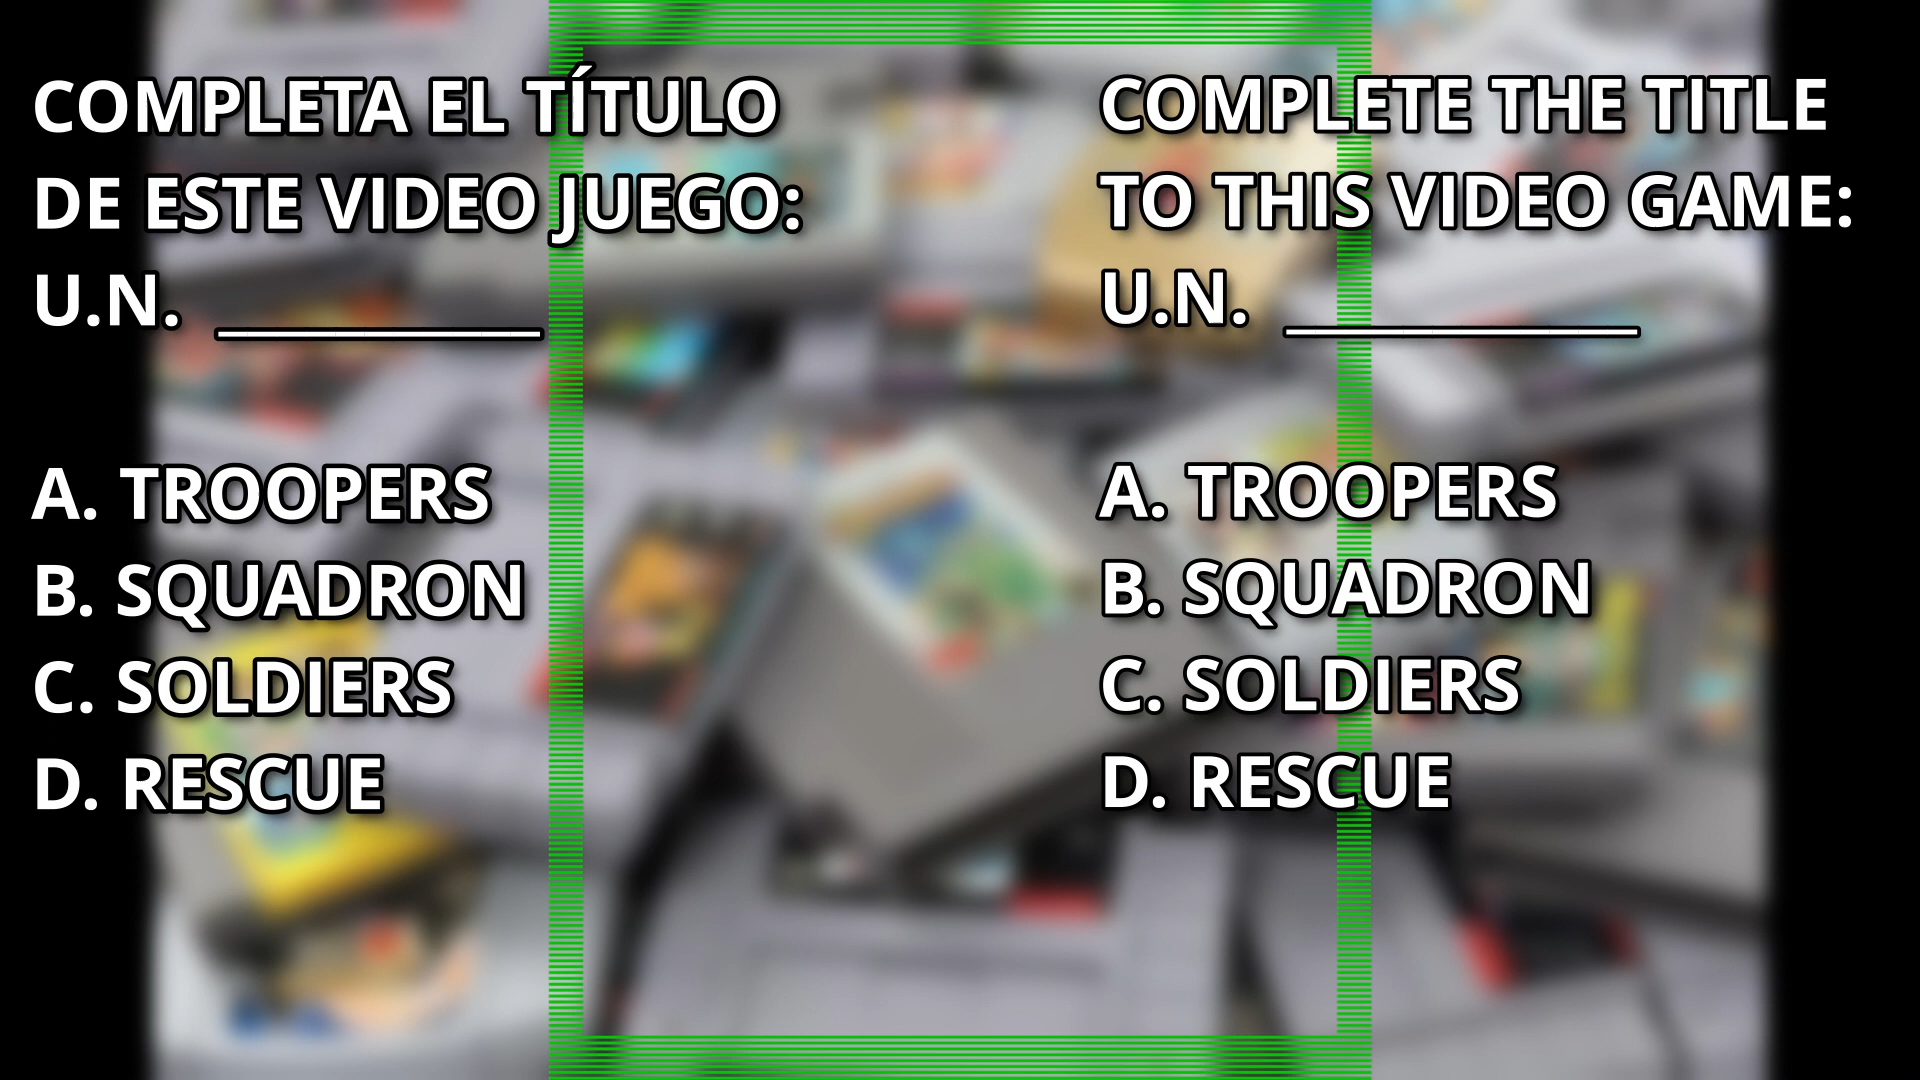 COMPLETA EL TÍTULO
DE ESTE VIDEO JUEGO:
U.N. __________
A. TROOPERS
B. SQUADRON
C. SOLDIERS
D. RESCUE
COMPLETE THE TITLE
TO THIS VIDEO GAME:
U.N. ___________
A. TROOPERS
B. SQUADRON
C. SOLDIERS
D. RESCUE